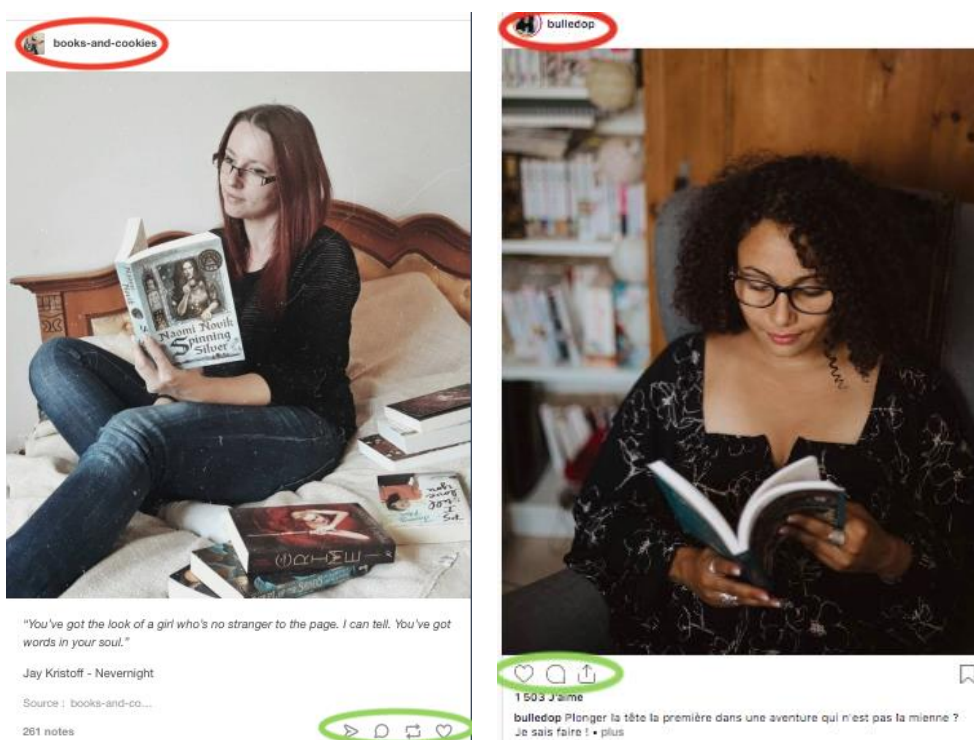 books-and-cookies
Naomi Novik
Spinning
Silver
"You've got the look of a girl who's no stranger to the page. I can tell. You've got
words in your soul."
Jay Kristoff - Nevernight
Source : books-and-co...
261 notes
bulledop
1 503 J'aime
bulledop Plonger la tête la première dans une aventure qui n'est pas la mienne ?
Je sais faire ! • plus